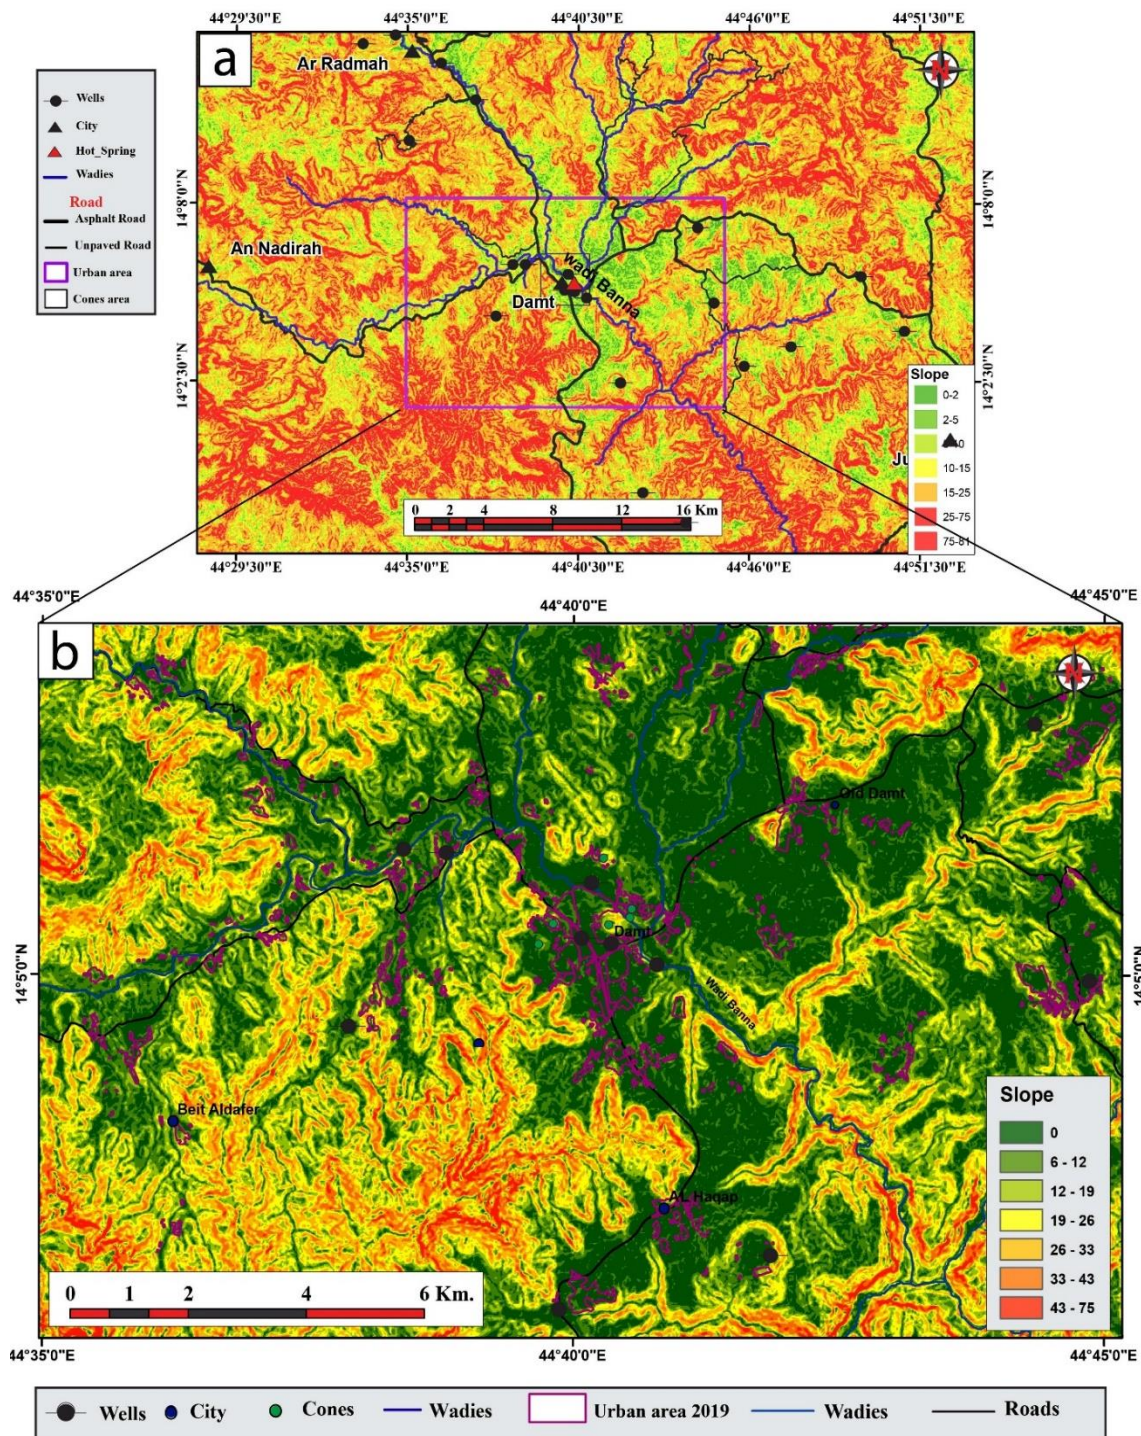 44°29'30"E 44°35'0"E 44°40'30"E 44°46'0"E 44°51'30"E
a
Ar Radmah
Wells
City
Hot_Spring
Wadies
Road
Asphalt Road
Unpaved Road
Urban area
Cones area
14°8'0"N
14°8'0"N
An Nadirah
wadi Banna
Damt
14°2'30"N
14°2'30"N
Slope
0-2
2-5
10-15
15-25
25-75
75-81
0 2 4 8 12 16 Km
44°29'30"E 44°35'0"E 44°40'30"E 44°46'0"E 44°51'30"E
44°35'0"E 44°40'0"E 44°45'0"E
b
Old Damt
Damt
14°5'0"N
14°5'0"N
Wadi Banna
Beit Aldafer
AL Haqap
Slope
0
6 - 12
12 - 19
19 - 26
26 - 33
33 - 43
43 - 75
0 1 2 4 6 Km.
44°35'0"E 44°40'0"E 44°45'0"E
Wells City Cones Wadies Urban area 2019 Wadies Roads